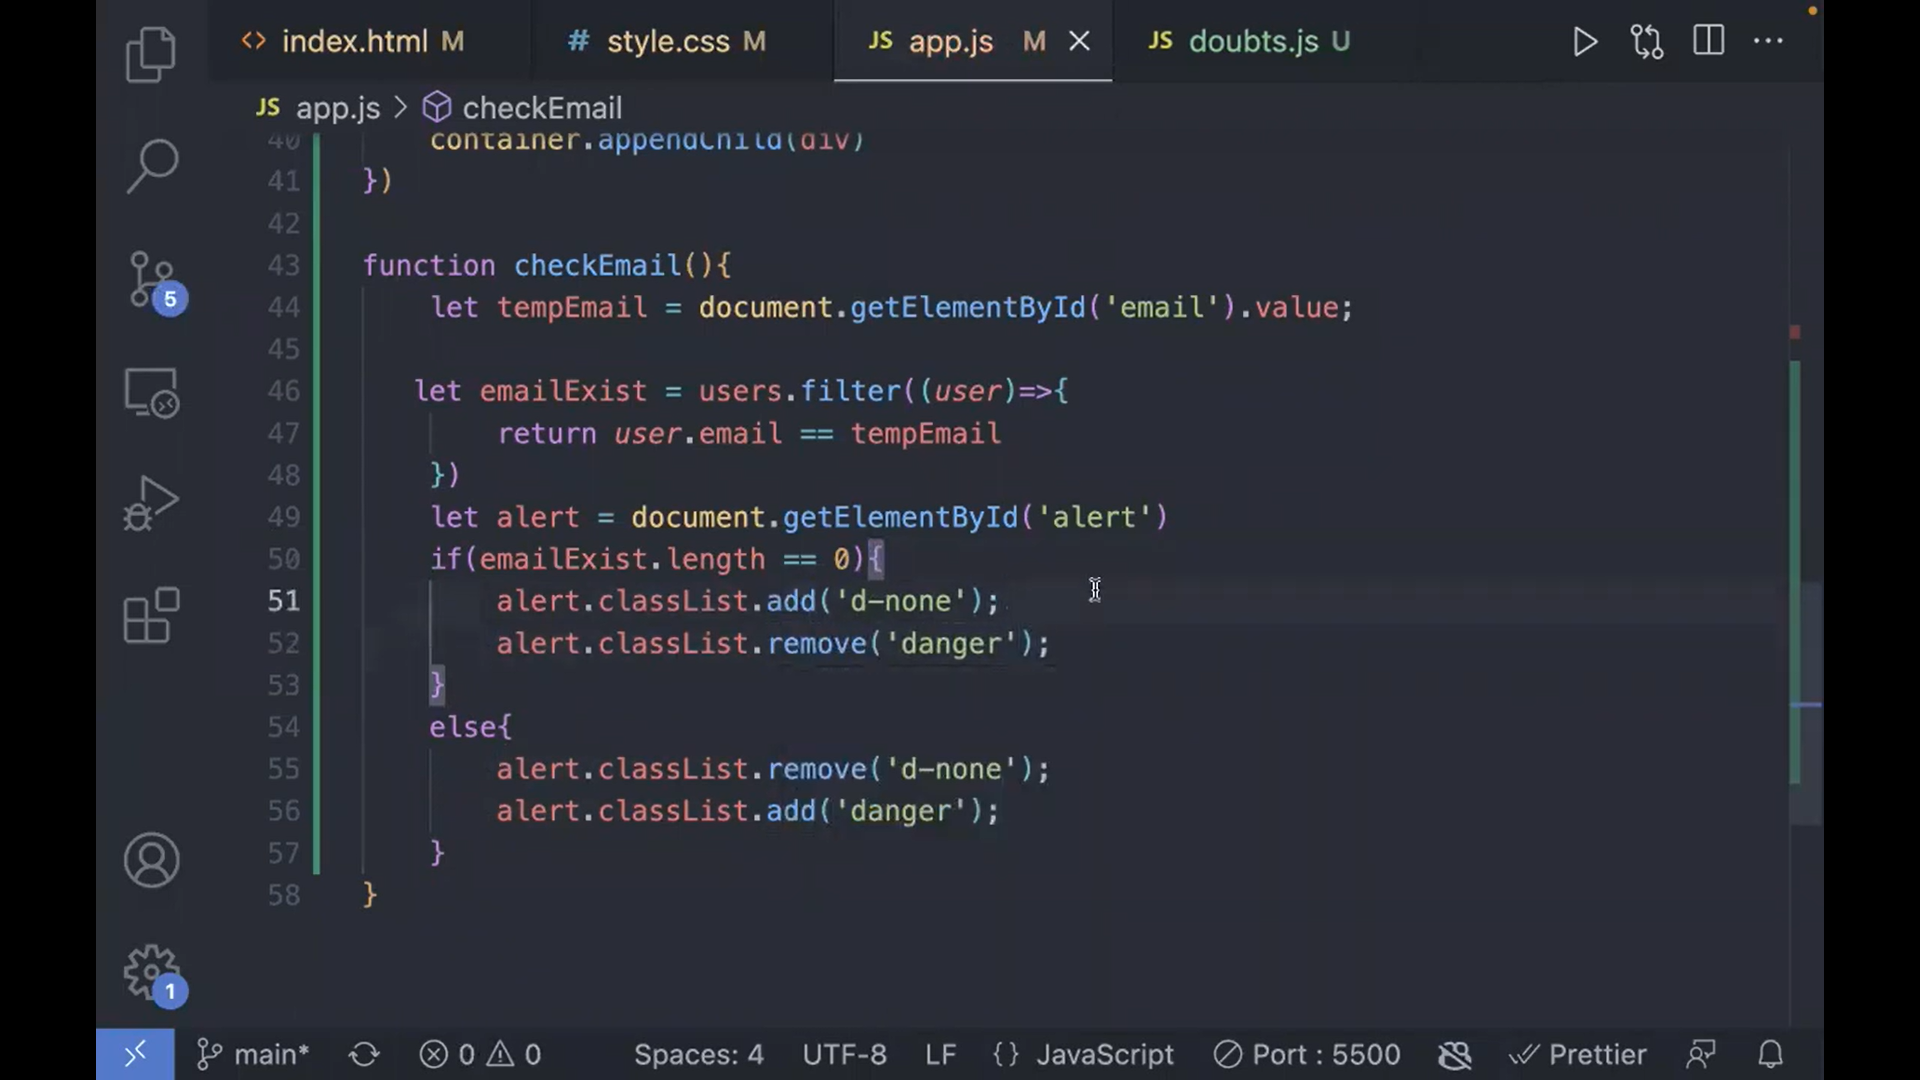 index.html M
style.css M
app.js M
doubts.js U
app.js > checkEmail
40 container.appendChild(div)
41 })
42
43 function checkEmail(){
44 let tempEmail = document.getElementById('email').value;
45
46 let emailExist = users.filter((user)=>{
47 return user.email == tempEmail
48 })
49 let alert = document.getElementById('alert')
50 if(emailExist.length == 0){
51 alert.classList.add('d-none');
52 alert.classList.remove('danger');
53 }
54 else{
55 alert.classList.remove('d-none');
56 alert.classList.add('danger');
57 }
58 }
5
1
main* 0 0 Spaces: 4 UTF-8 LF {} JavaScript Port : 5500 Prettier